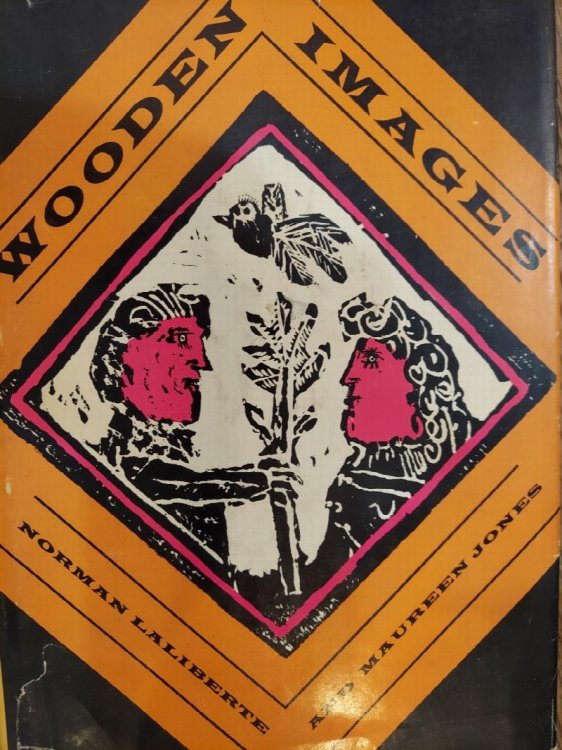 WOODEN
IMAGES
NORMAN LALIBERTE
AND MAUREEN JONES